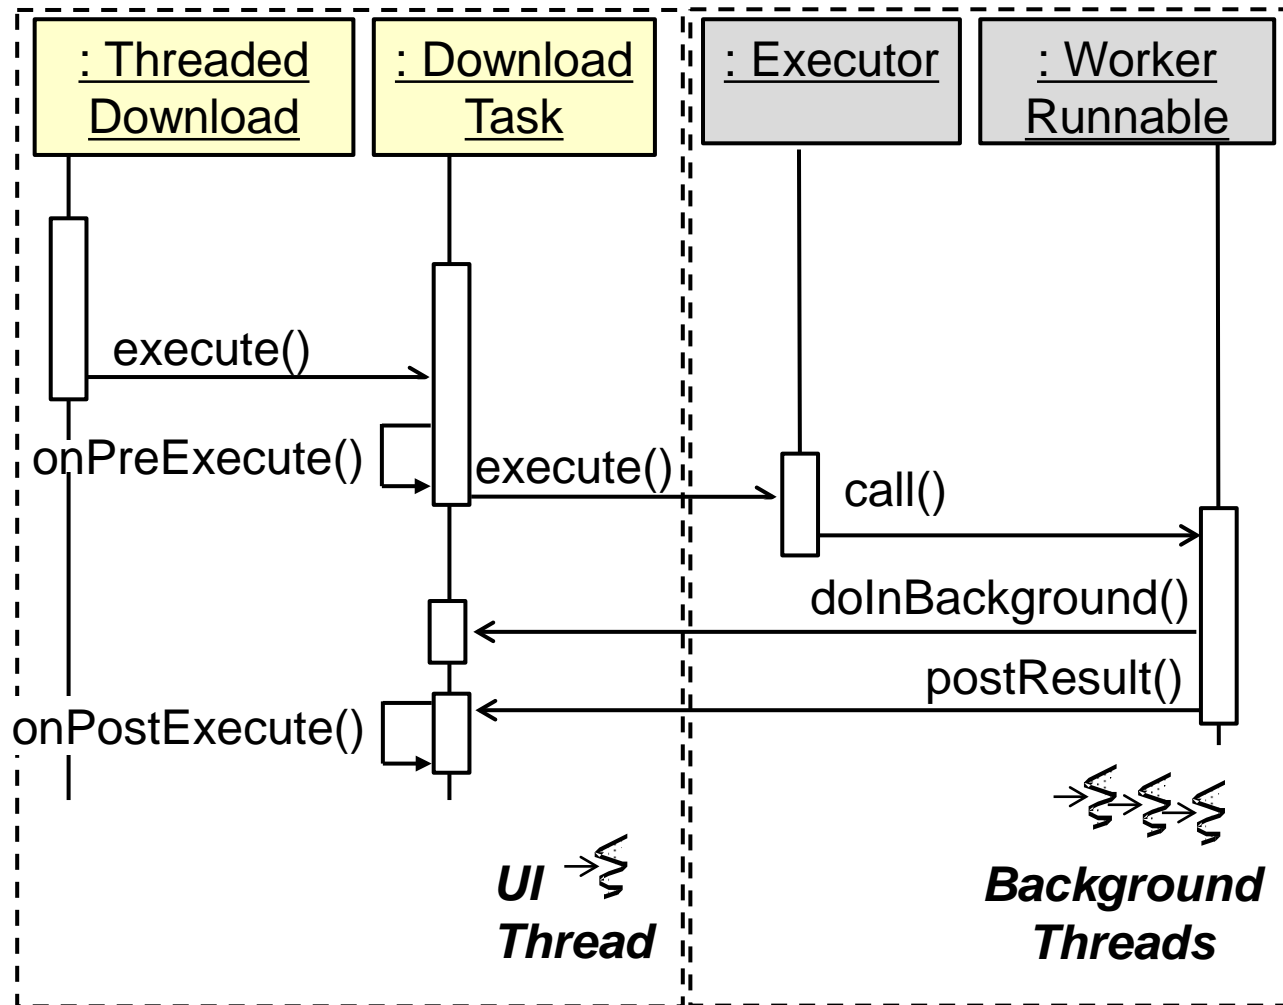 : Threaded
Download
: Download
Task
: Executor
: Worker
Runnable
execute()
onPreExecute()
execute()
call()
doInBackground()
postResult()
onPostExecute()
UI
Thread
Background
Threads